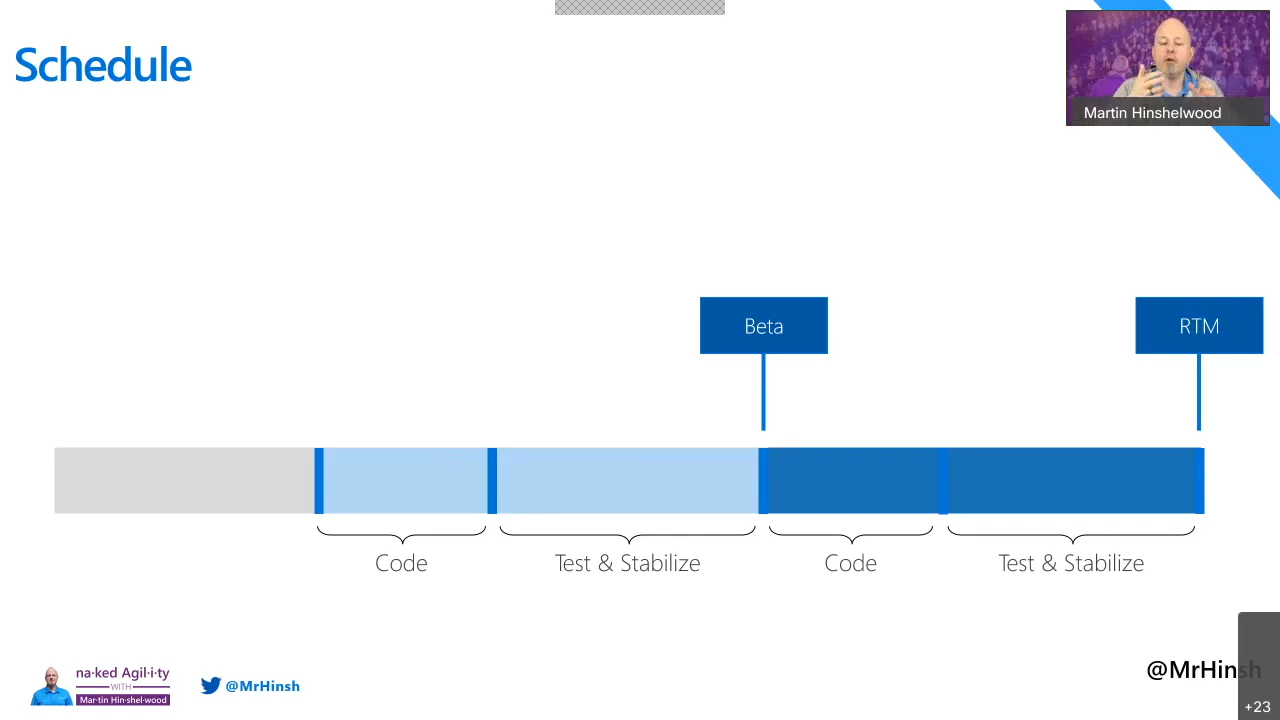 Schedule
Martin Hinshelwood
Beta
RTM
Code
Test & Stabilize
Code
Test & Stabilize
na·ked Agil·i·ty
WITH
Mar·tin Hin·shel·wood
@MrHinsh
@MrHinsh
+23